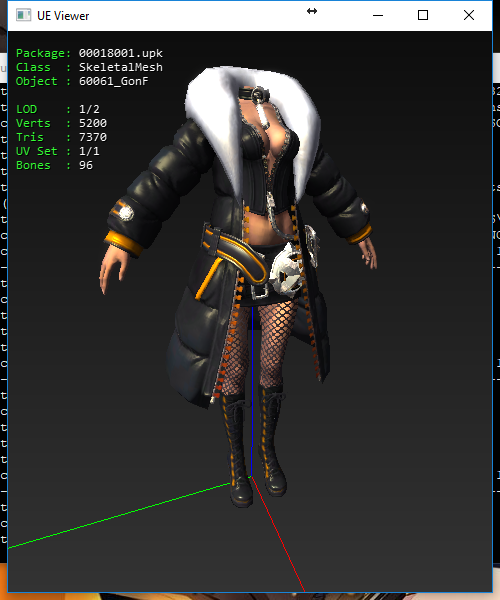 UE Viewer
Package: 00018001.upk
Class  : SkeletalMesh
Object : 60061_GonF
LOD    : 1/2
Verts  : 5200
Tris   : 7370
UV Set : 1/1
Bones  : 96